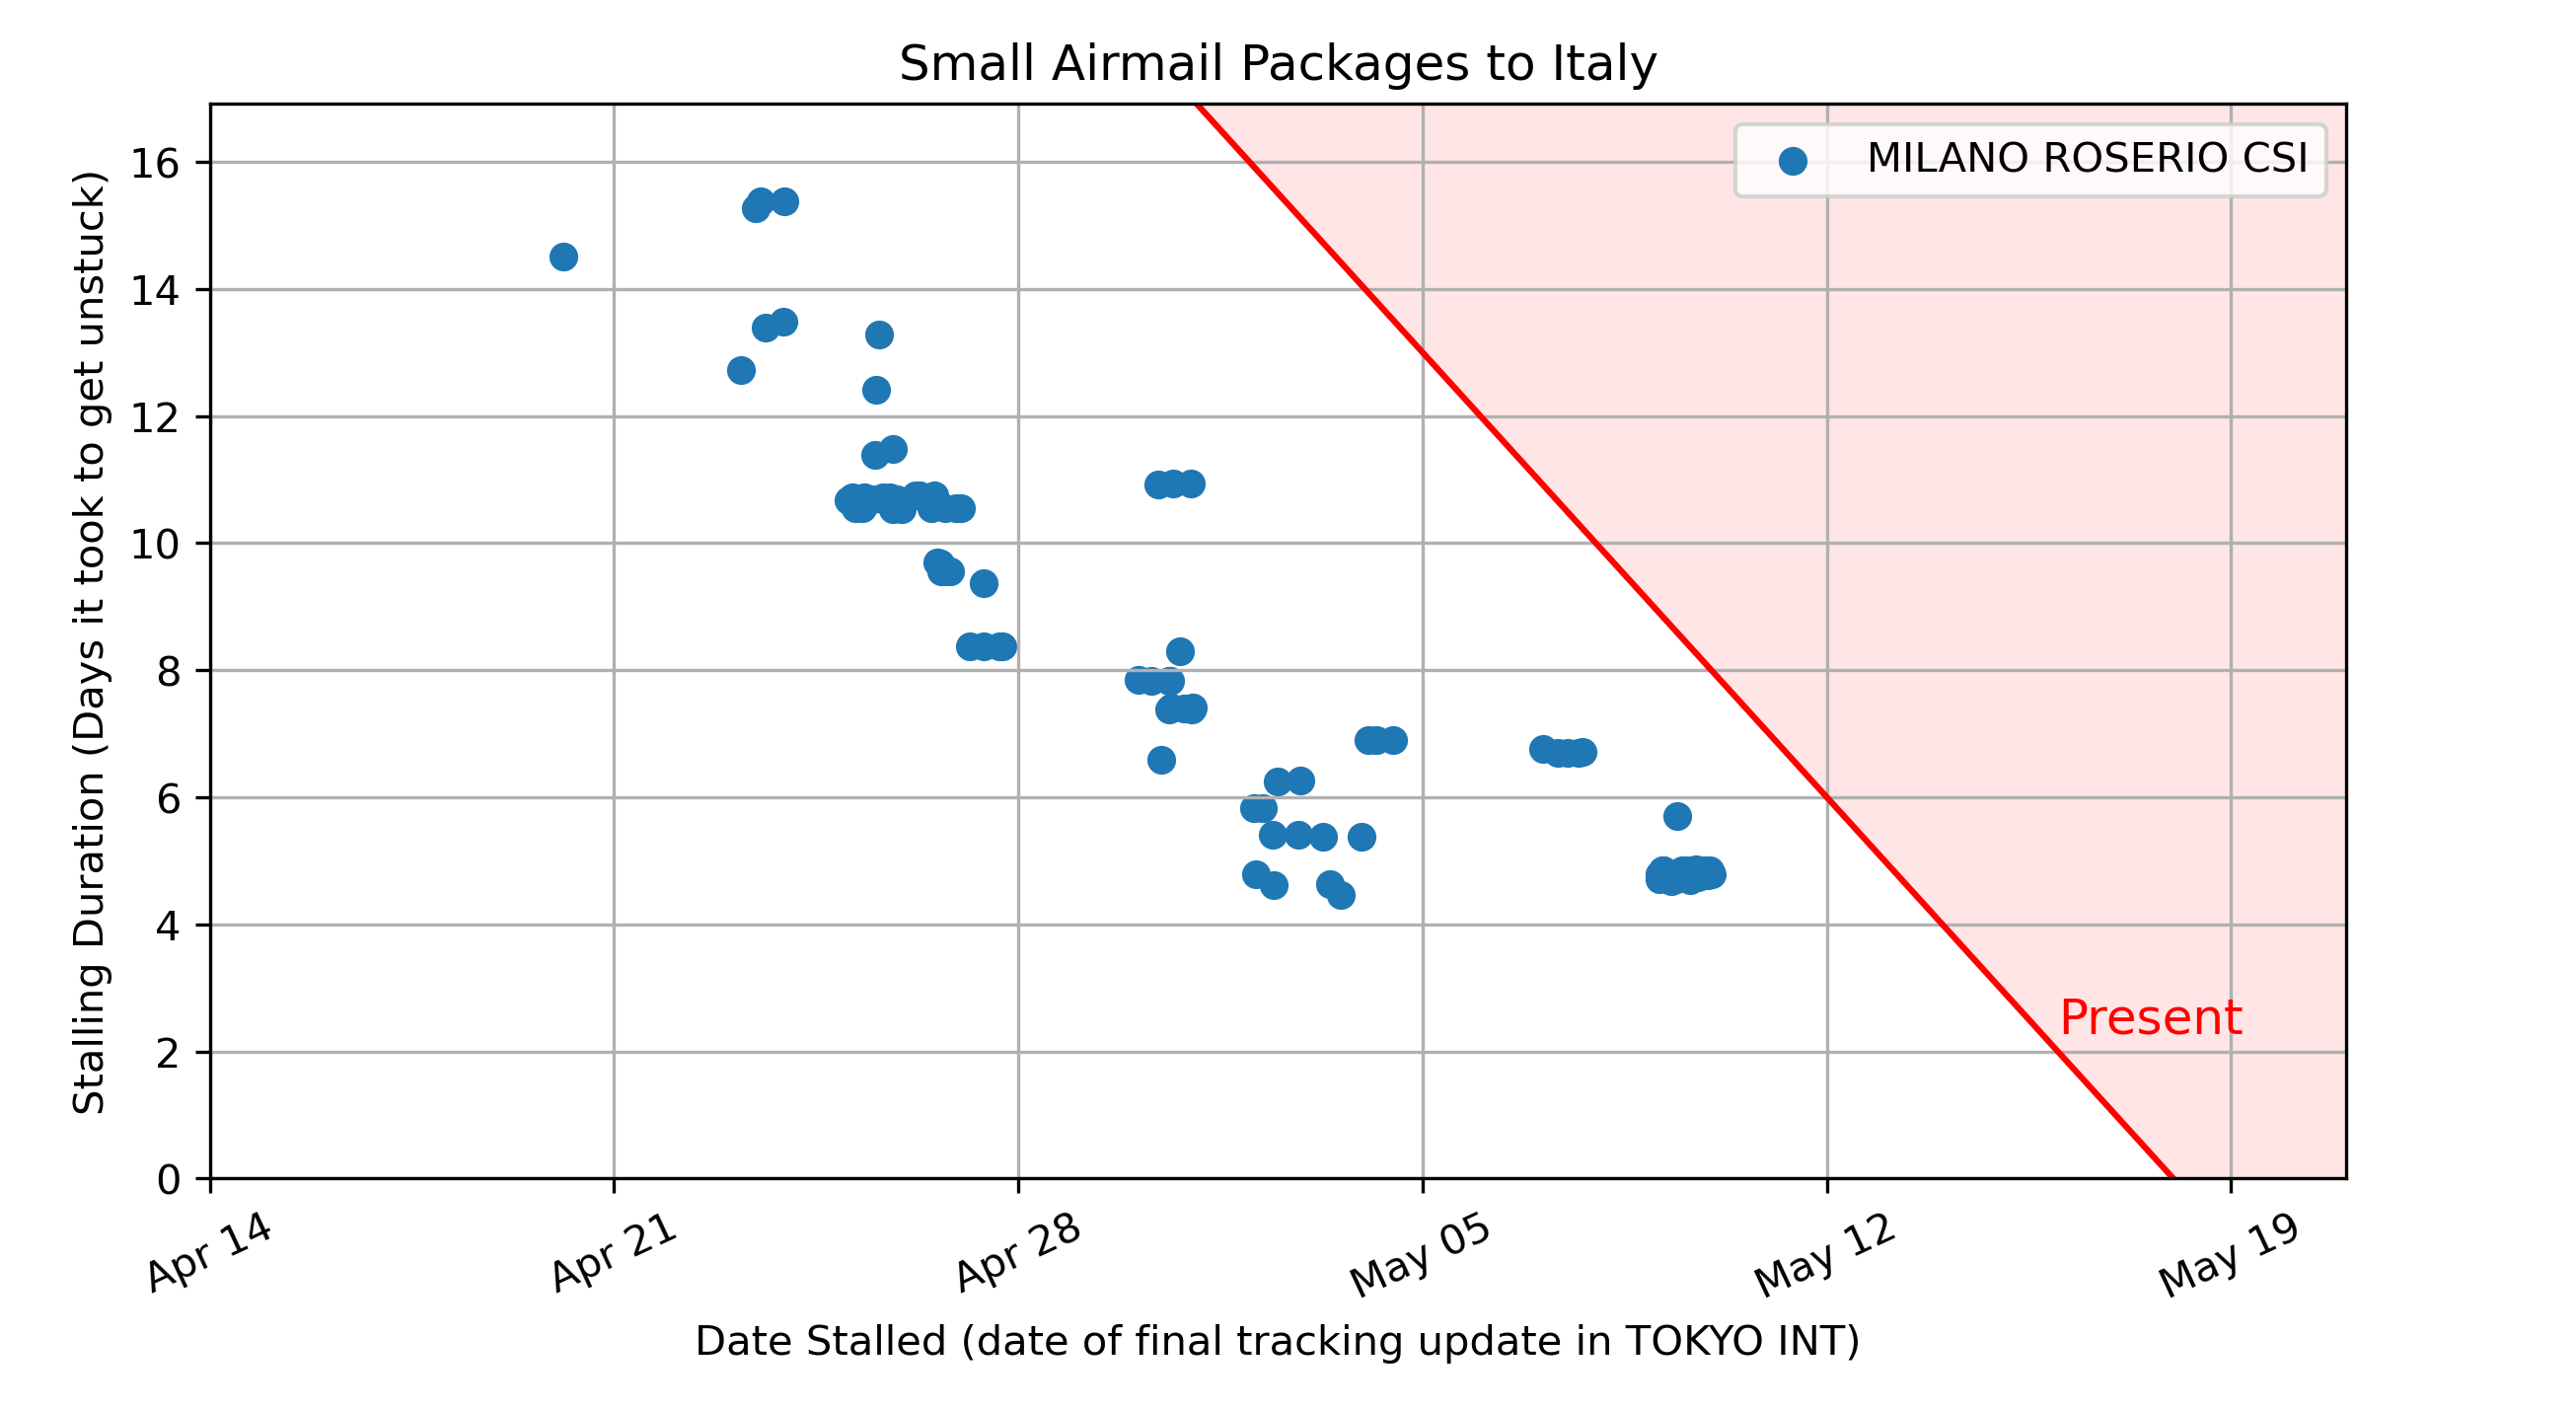 Small Airmail Packages to Italy
MILANO ROSERIO CSI
Stalling Duration (Days it took to get unstuck)
16
14
12
10
8
6
4
2
0
Present
Apr 14
Apr 21
Apr 28
May 05
May 12
May 19
Date Stalled (date of final tracking update in TOKYO INT)